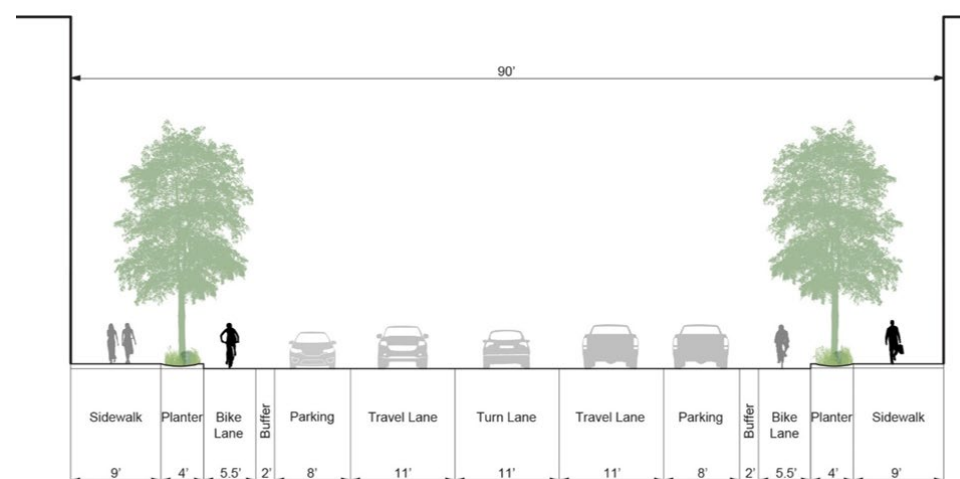 90'
Sidewalk Planter Bike Lane Buffer Parking Travel Lane Turn Lane Travel Lane Parking Buffer Bike Lane Planter Sidewalk
9' 4' 5.5' 2' 8' 11' 11' 11' 8' 2' 5.5' 4' 9'